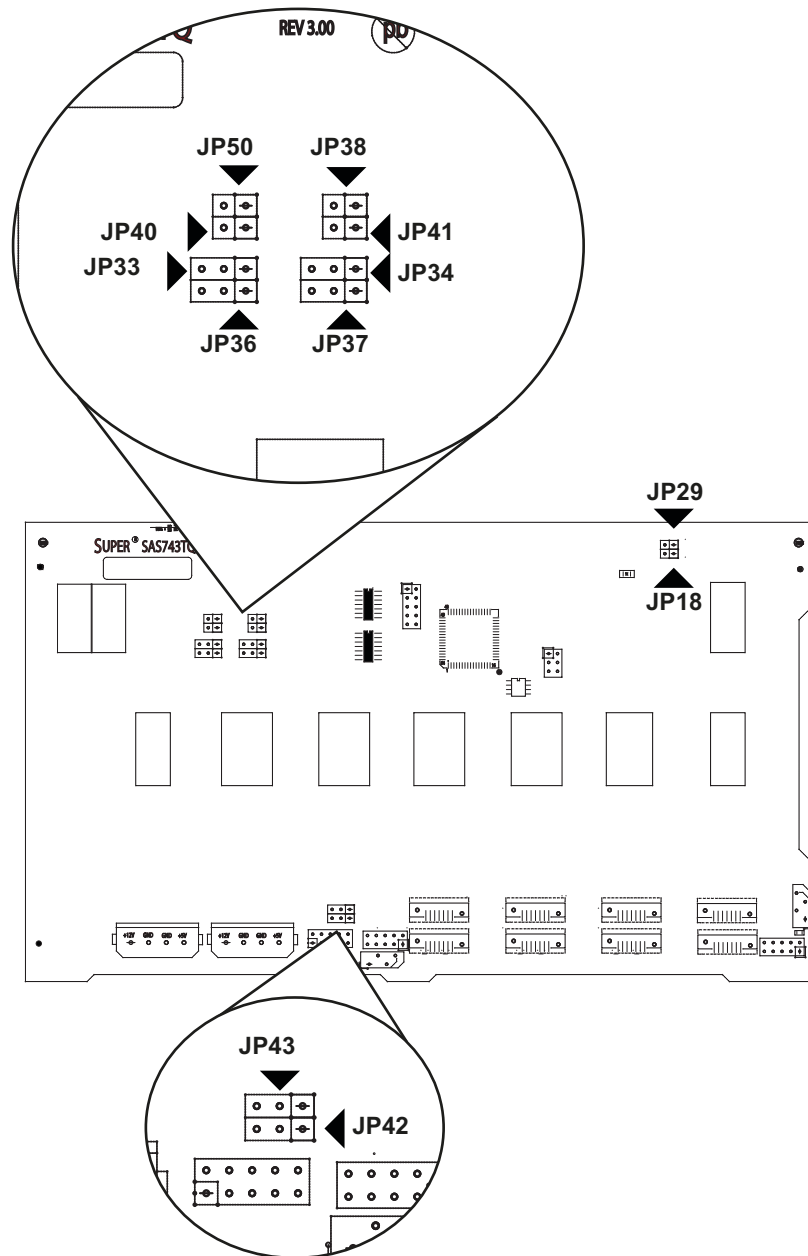 REV 3.00
JP50 JP38
JP40 JP41
JP33 JP34
JP36 JP37
JP29
SUPER® SAS743TQ
JP18
+12V GND GND +5V +12V GND GND +5V
JP43
JP42